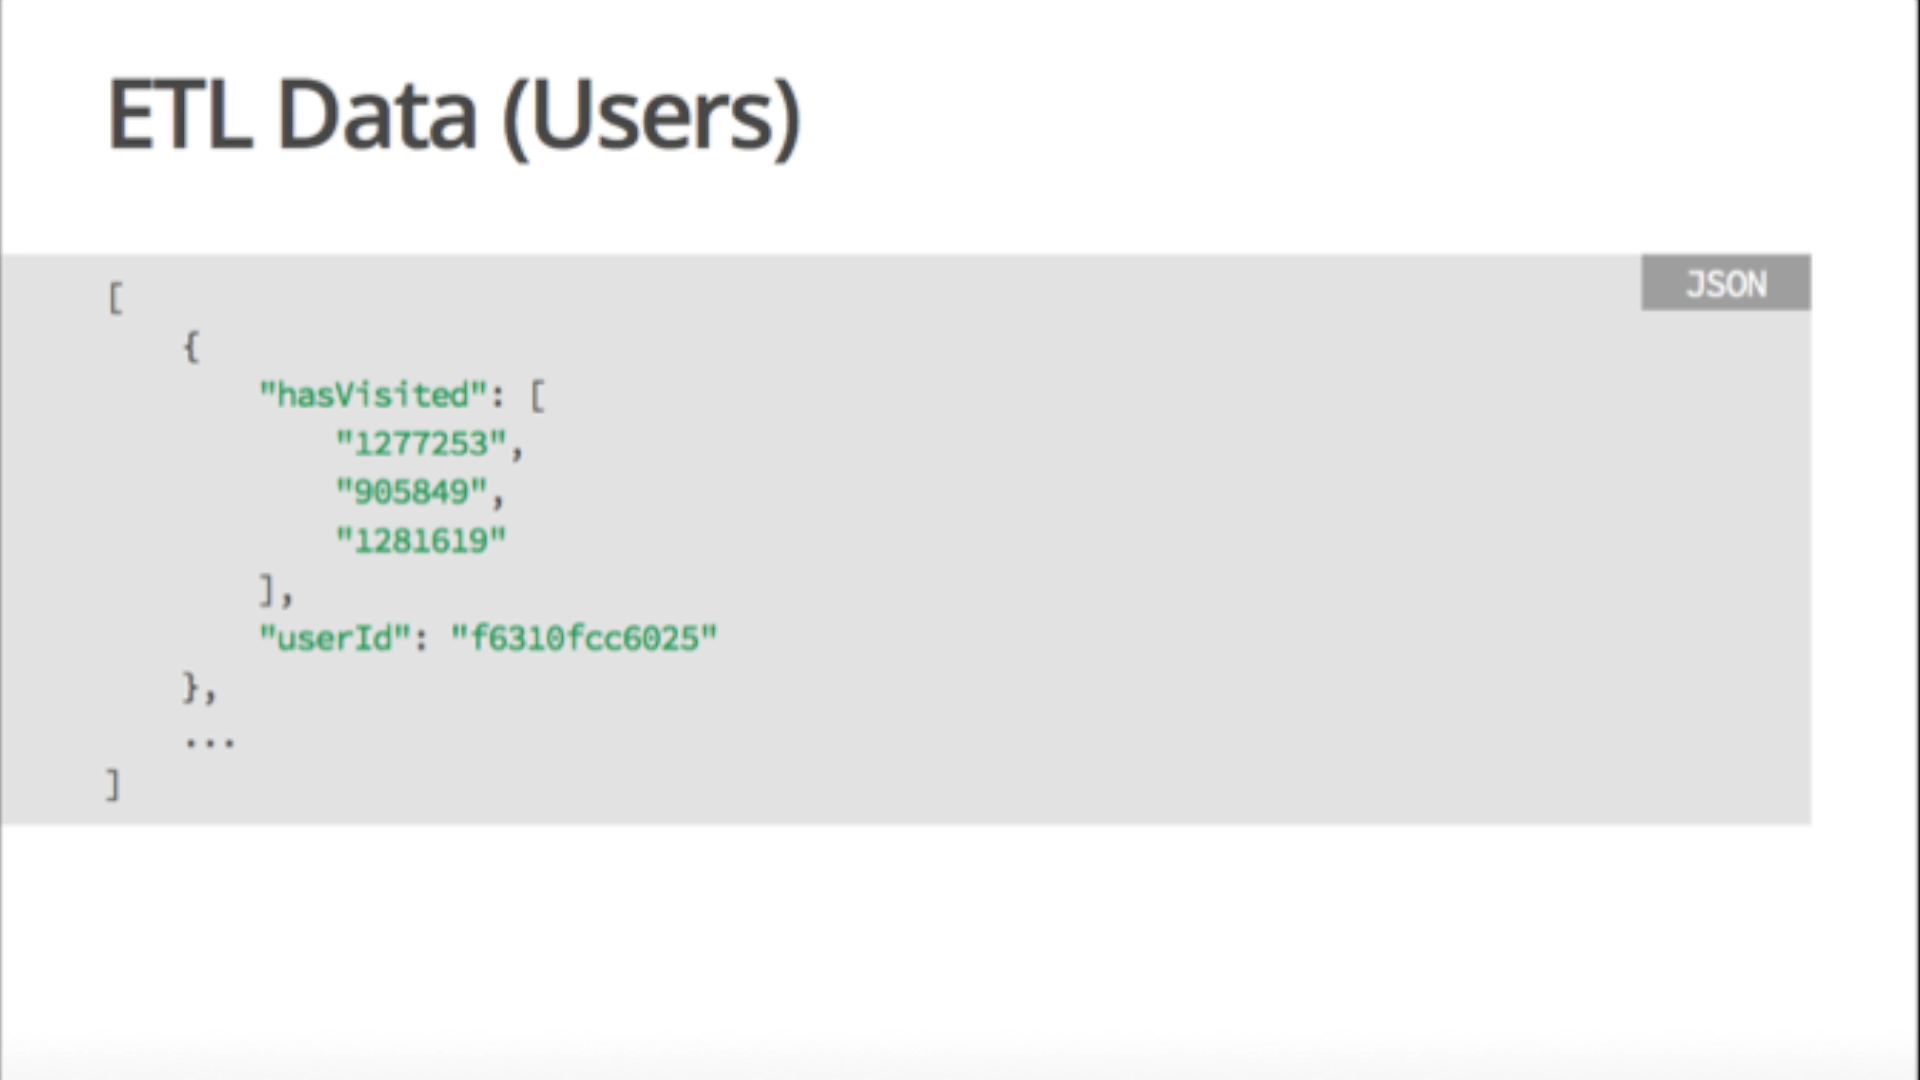 ETL Data (Users)
JSON
[
{
"hasVisited": [
"1277253",
"905849",
"1281619"
],
"userId": "f6310fcc6025"
},
...
]